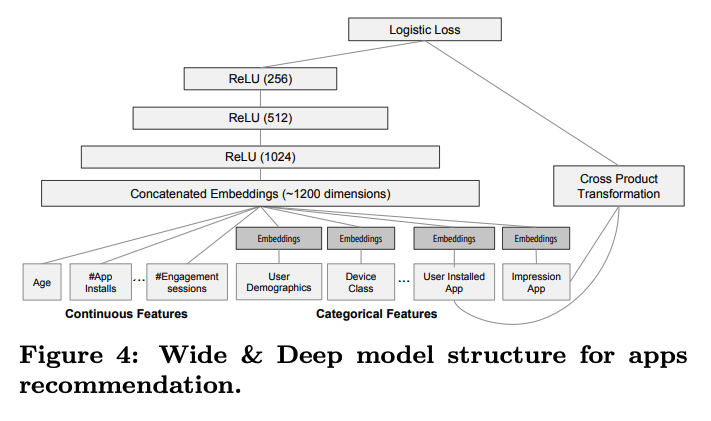 Logistic Loss
ReLU (256)
ReLU (512)
ReLU (1024)
Cross Product
Transformation
Concatenated Embeddings (~1200 dimensions)
Embeddings
Embeddings
Embeddings
Embeddings
Age
#App
Installs
...
#Engagement
sessions
User
Demographics
Device
Class
...
User Installed
App
Impression
App
Continuous Features
Categorical Features
Figure 4: Wide & Deep model structure for apps
recommendation.